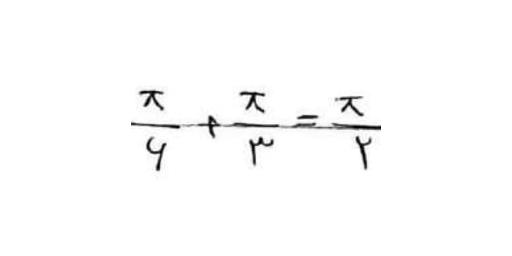 π/۶ + π/۳ = π/۲